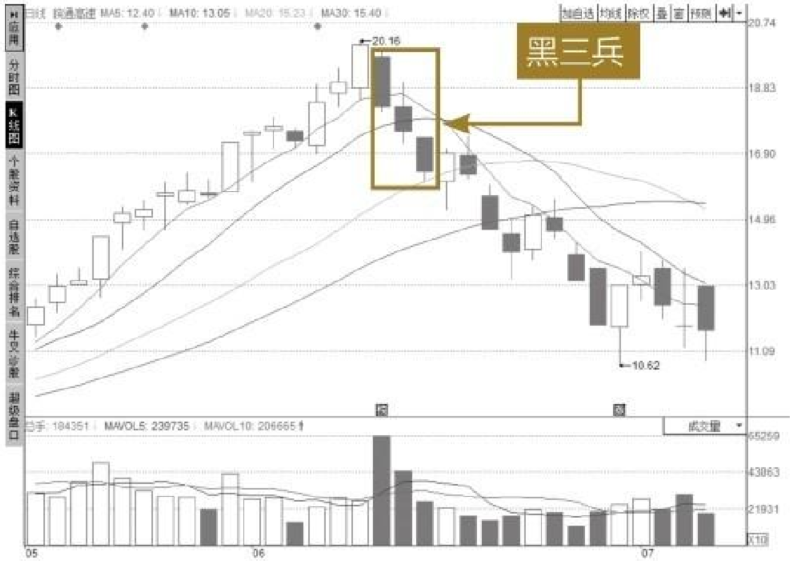 日线 皖通高速 MA5: 12.40↓ MA10: 13.05↓ MA20: 15.23↓ MA30: 15.40↓
加自选 均线 除权 叠 窗 预测
应用
分时图
K线图
个股资料
自选股
综合排名
牛叉诊股
超级盘口
20.74
20.16
黑三兵
18.83
16.90
14.96
13.03
11.09
10.62
总手: 184351↓ MAVOL5: 239735↓ MAVOL10: 206665↑
成交量
65259
43863
21931
X10
05
06
07